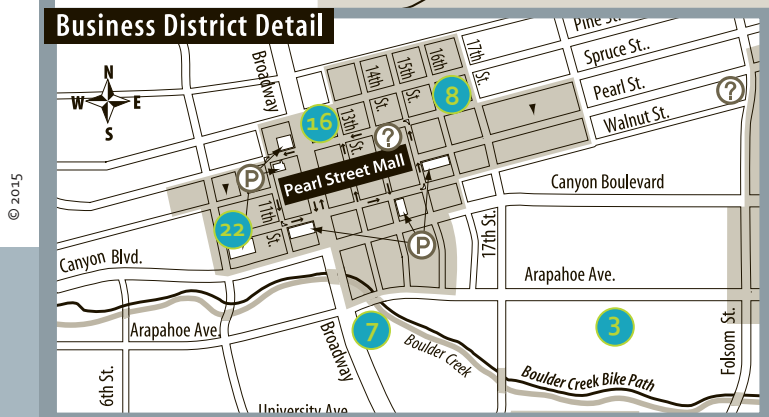 Business District Detail
© 2015
N
W E
S
Broadway
14th St.
15th St.
16th
17th St.
Pine St.
Spruce St..
Pearl St.
Walnut St.
?
8
16
13th St.
?
P
Pearl Street Mall
Canyon Boulevard
11th St.
22
17th St.
P
Canyon Blvd.
Arapahoe Ave.
Arapahoe Ave.
7
3
Broadway
Boulder Creek
Boulder Creek Bike Path
Folsom St.
6th St.
University Ave